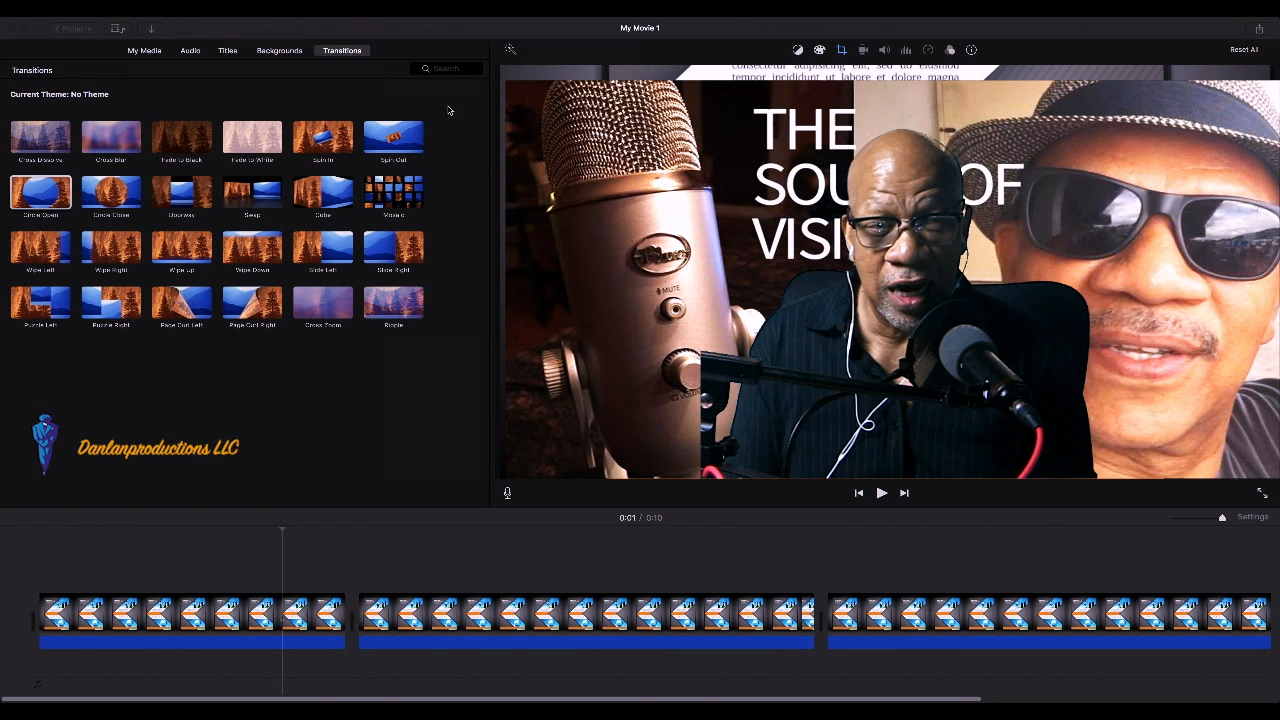 Projects
My Movie 1
My Media
Audio
Titles
Backgrounds
Transitions
Reset All
Transitions
Search
Current Theme: No Theme
Cross Dissolve
Cross Blur
Fade to Black
Fade to White
Spin In
Spin Out
Circle Open
Circle Close
Doorway
Swap
Cube
Mosaic
Wipe Left
Wipe Right
Wipe Up
Wipe Down
Slide Left
Slide Right
Puzzle Left
Puzzle Right
Page Curl Left
Page Curl Right
Cross Zoom
Ripple
Danlanproductions LLC
consectetur adipiscing elit, sed do eiusmod
tempor incididunt ut labore et dolore magna
THE
SOU OF
VISI
Blue
MUTE
0:01 / 0:10
Settings